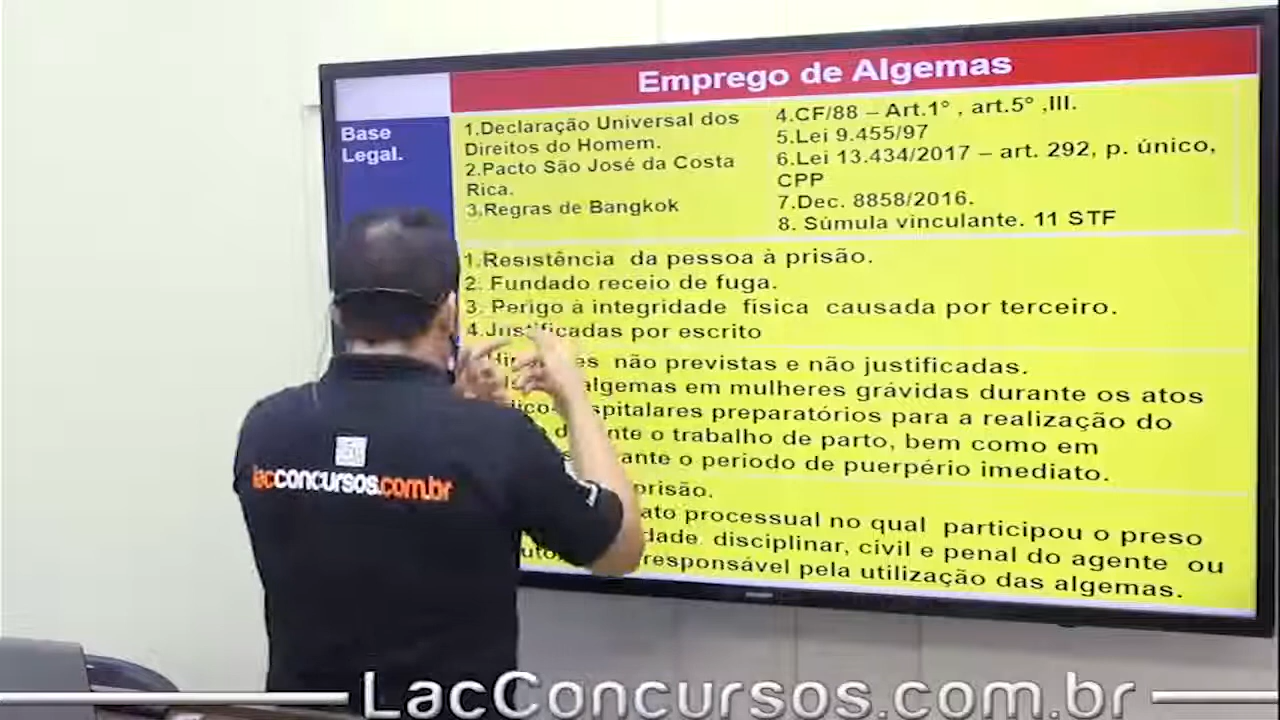 Emprego de Algemas
Base
Legal.
1.Declaração Universal dos
Direitos do Homem.
2.Pacto São José da Costa
Rica.
3.Regras de Bangkok
4.CF/88 – Art.1° , art.5° ,III.
5.Lei 9.455/97
6.Lei 13.434/2017 – art. 292, p. único,
CPP
7.Dec. 8858/2016.
8. Súmula vinculante. 11 STF
1.Resistência da pessoa à prisão.
2. Fundado receio de fuga.
3. Perigo à integridade física causada por terceiro.
4.Justificadas por escrito
não previstas e não justificadas.
algemas em mulheres grávidas durante os atos
preparatórios para a realização do
o trabalho de parto, bem como em
o periodo de puerpério imediato.
prisão.
ato processual no qual participou o preso
disciplinar, civil e penal do agente ou
responsável pela utilização das algemas.
lacconcursos.com.br
LacConcursos.com.br